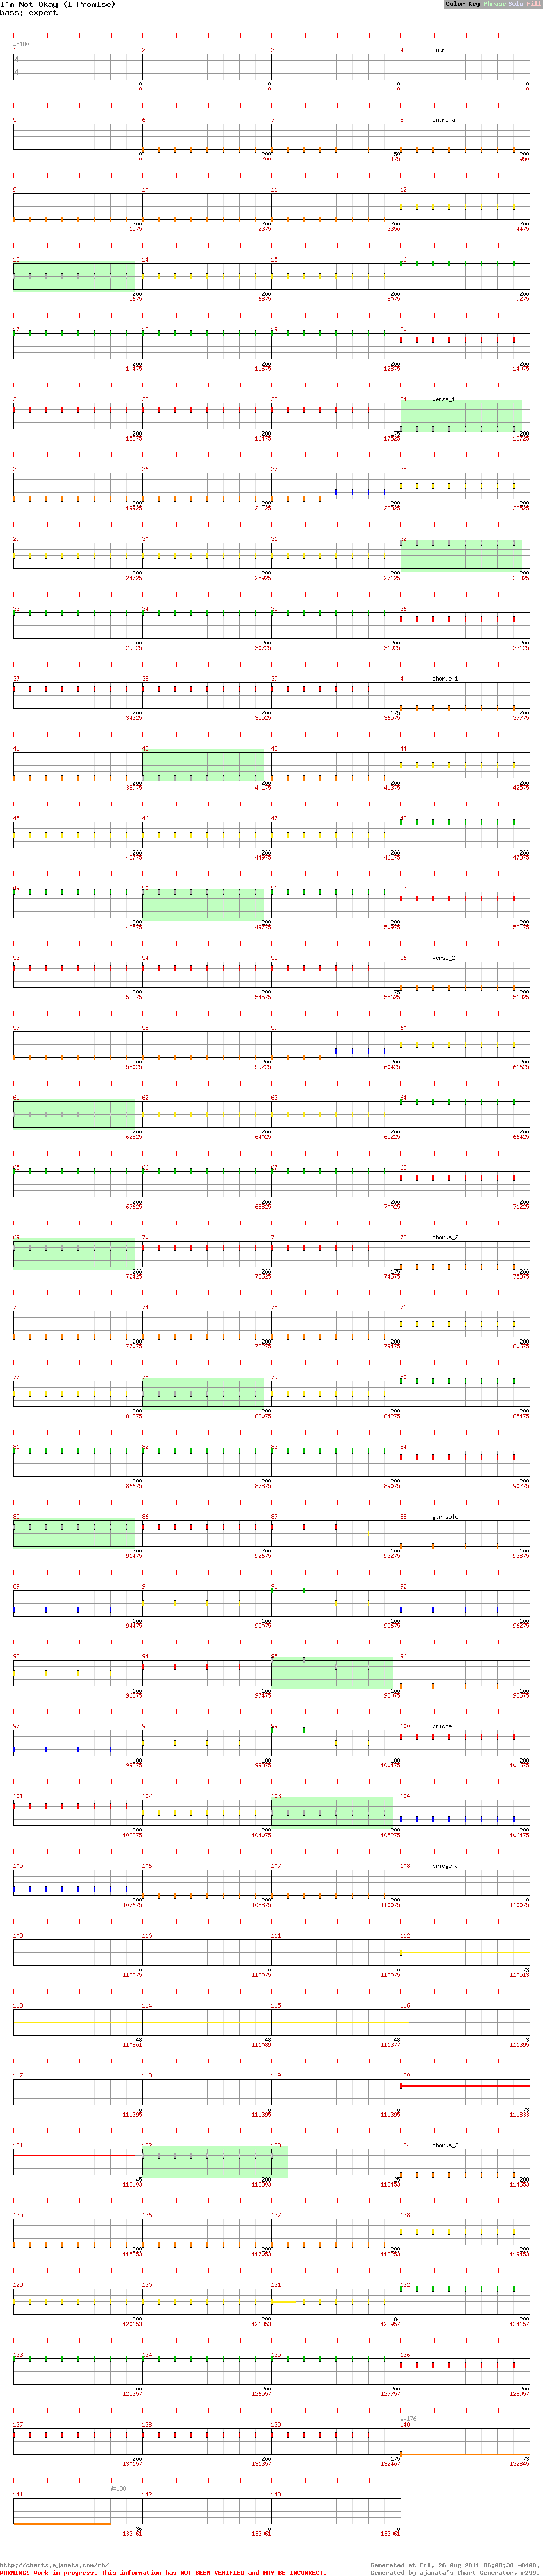 I'm Not Okay (I Promise)
bass: expert
Color Key Phrase Solo Fill
♩=180
1 2 3 4 intro
4
4
0 0 0 0
0 0 0 0
5 6 7 8 intro_a
0 200 150 200
0 200 475 950
9 10 11 12
200 200 200 200
1575 2375 3350 4475
13 14 15 16
200 200 200 200
5675 6875 8075 9275
17 18 19 20
200 200 200 200
10475 11675 12875 14075
21 22 23 24 verse_1
200 200 175 200
15275 16475 17525 18725
25 26 27 28
200 200 200 200
19925 21125 22325 23525
29 30 31 32
200 200 200 200
24725 25925 27125 28325
33 34 35 36
200 200 200 200
29525 30725 31925 33125
37 38 39 40 chorus_1
200 200 175 200
34325 35525 36575 37775
41 42 43 44
200 200 200 200
38975 40175 41375 42575
45 46 47 48
200 200 200 200
43775 44975 46175 47375
49 50 51 52
200 200 200 200
48575 49775 50975 52175
53 54 55 56 verse_2
200 200 175 200
53375 54575 55625 56825
57 58 59 60
200 200 200 200
58025 59225 60425 61625
61 62 63 64
200 200 200 200
62825 64025 65225 66425
65 66 67 68
200 200 200 200
67625 68825 70025 71225
69 70 71 72 chorus_2
200 200 175 200
72425 73625 74675 75875
73 74 75 76
200 200 200 200
77075 78275 79475 80675
77 78 79 80
200 200 200 200
81875 83075 84275 85475
81 82 83 84
200 200 200 200
86675 87875 89075 90275
85 86 87 88 gtr_solo
200 200 100 100
91475 92675 93275 93875
89 90 91 92
100 100 100 100
94475 95075 95675 96275
93 94 95 96
100 100 100 100
96875 97475 98075 98675
97 98 99 100 bridge
100 100 100 200
99275 99875 100475 101675
101 102 103 104
200 200 200 200
102875 104075 105275 106475
105 106 107 108 bridge_a
200 200 200 0
107675 108875 110075 110075
109 110 111 112
0 0 0 73
110075 110075 110075 110513
113 114 115 116
48 48 48 3
110801 111089 111377 111395
117 118 119 120
0 0 0 73
111395 111395 111395 111833
121 122 123 124 chorus_3
45 200 25 200
112103 113303 113453 114653
125 126 127 128
200 200 200 200
115853 117053 118253 119453
129 130 131 132
200 200 184 200
120653 121853 122957 124157
133 134 135 136
200 200 200 200
125357 126557 127757 128957
♩=176
137 138 139 140
200 200 175 73
130157 131357 132407 132845
♩=180
141 142 143
36 0 0
133061 133061 133061
http://charts.ajanata.com/rb/
Generated at Fri, 26 Aug 2011 06:08:38 -0400,
WARNING: Work in progress. This information has NOT BEEN VERIFIED and MAY BE INCORRECT.
Generated by ajanata's Chart Generator, r299.